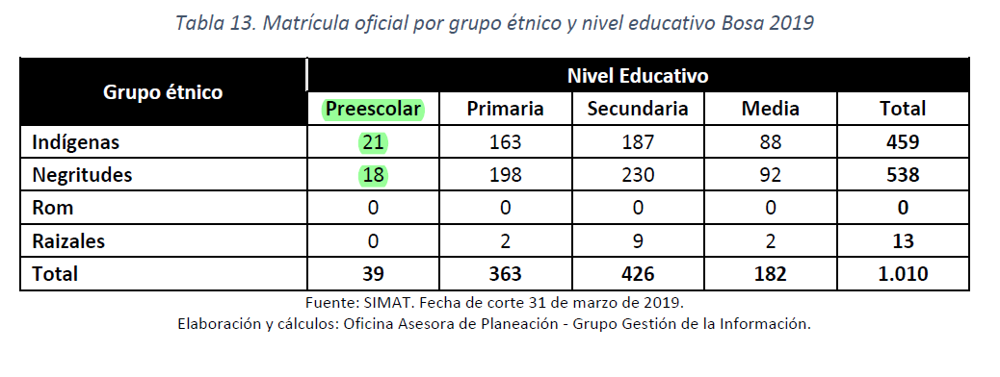 Tabla 13. Matrícula oficial por grupo étnico y nivel educativo Bosa 2019
Grupo étnico Nivel Educativo
Preescolar Primaria Secundaria Media Total
Indígenas 21 163 187 88 459
Negritudes 18 198 230 92 538
Rom 0 0 0 0 0
Raizales 0 2 9 2 13
Total 39 363 426 182 1.010
Fuente: SIMAT. Fecha de corte 31 de marzo de 2019.
Elaboración y cálculos: Oficina Asesora de Planeación - Grupo Gestión de la Información.